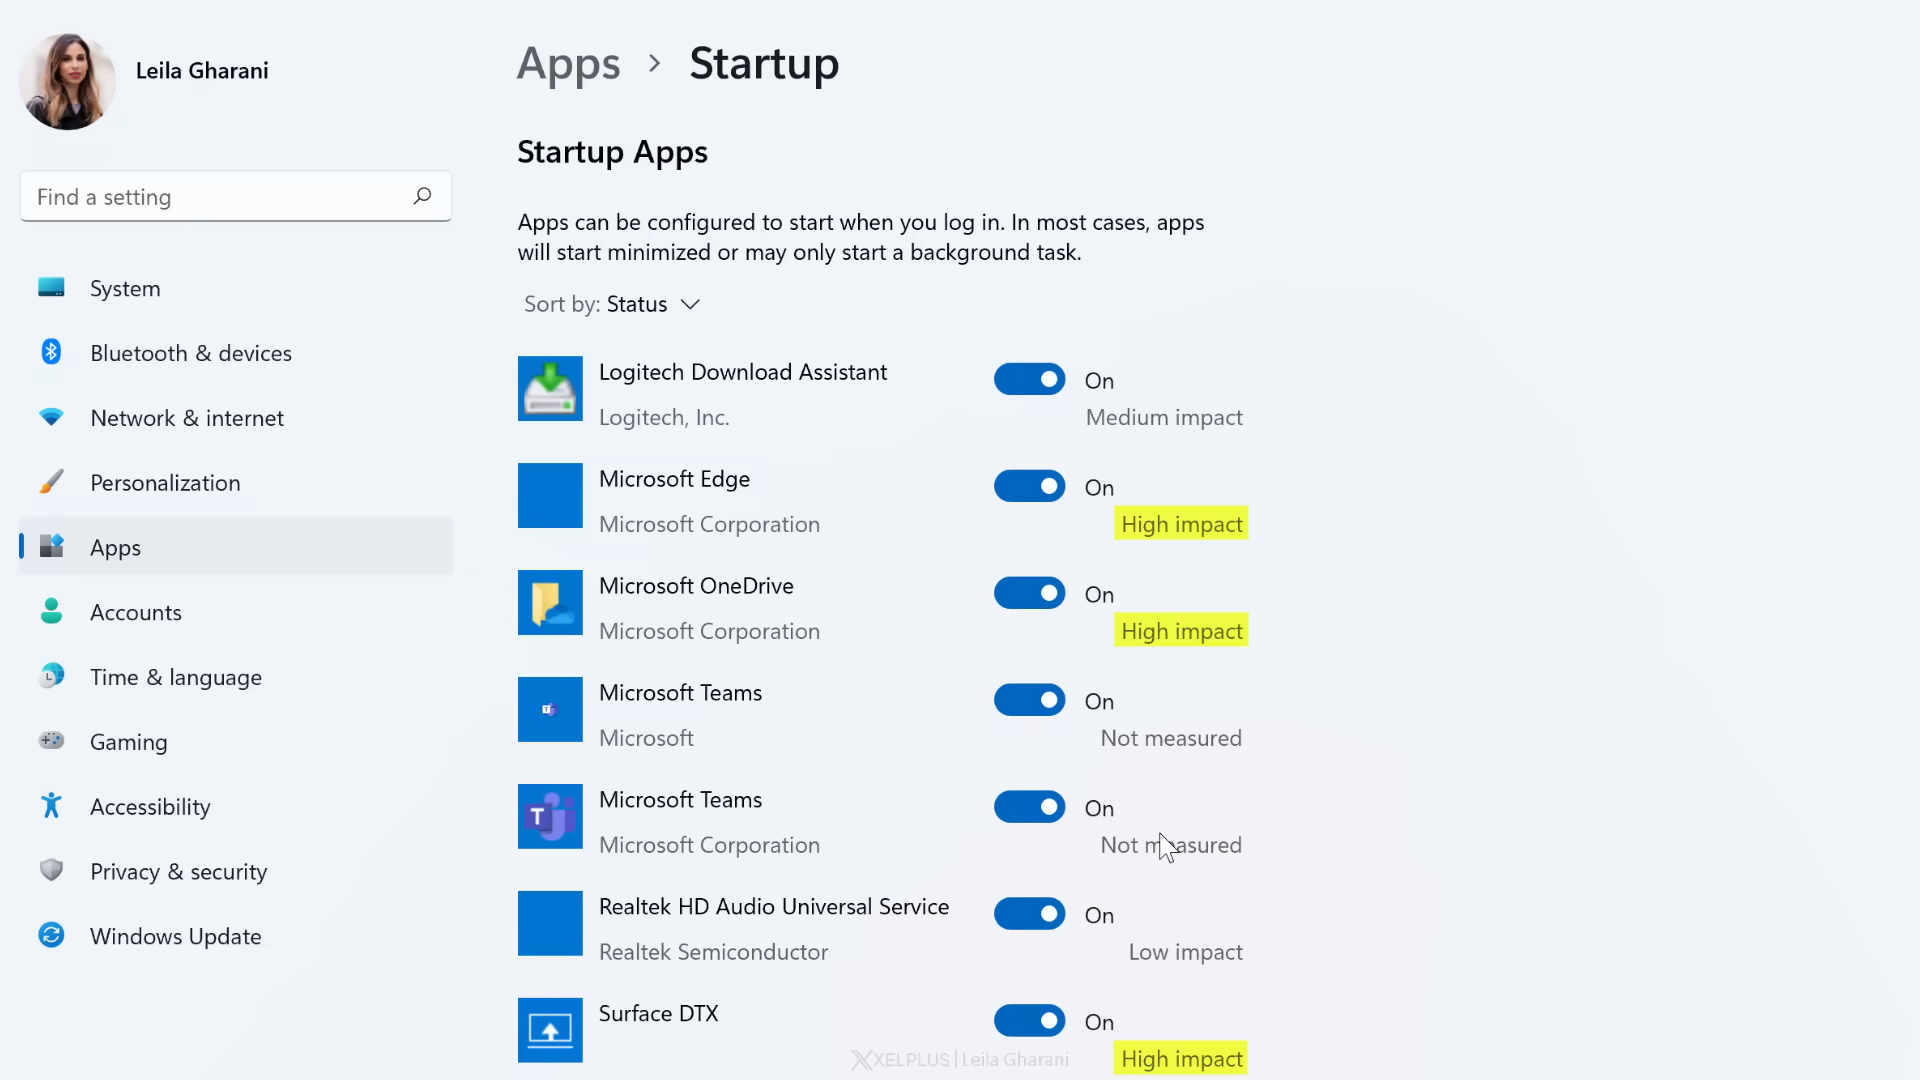 Leila Gharani
Find a setting
System
Bluetooth & devices
Network & internet
Personalization
Apps
Accounts
Time & language
Gaming
Accessibility
Privacy & security
Windows Update
Apps > Startup
Startup Apps
Apps can be configured to start when you log in. In most cases, apps
will start minimized or may only start a background task.
Sort by: Status
Logitech Download Assistant On
Logitech, Inc. Medium impact
Microsoft Edge On
Microsoft Corporation High impact
Microsoft OneDrive On
Microsoft Corporation High impact
Microsoft Teams On
Microsoft Not measured
Microsoft Teams On
Microsoft Corporation Not measured
Realtek HD Audio Universal Service On
Realtek Semiconductor Low impact
Surface DTX On
High impact
XELPLUS | Leila Gharani